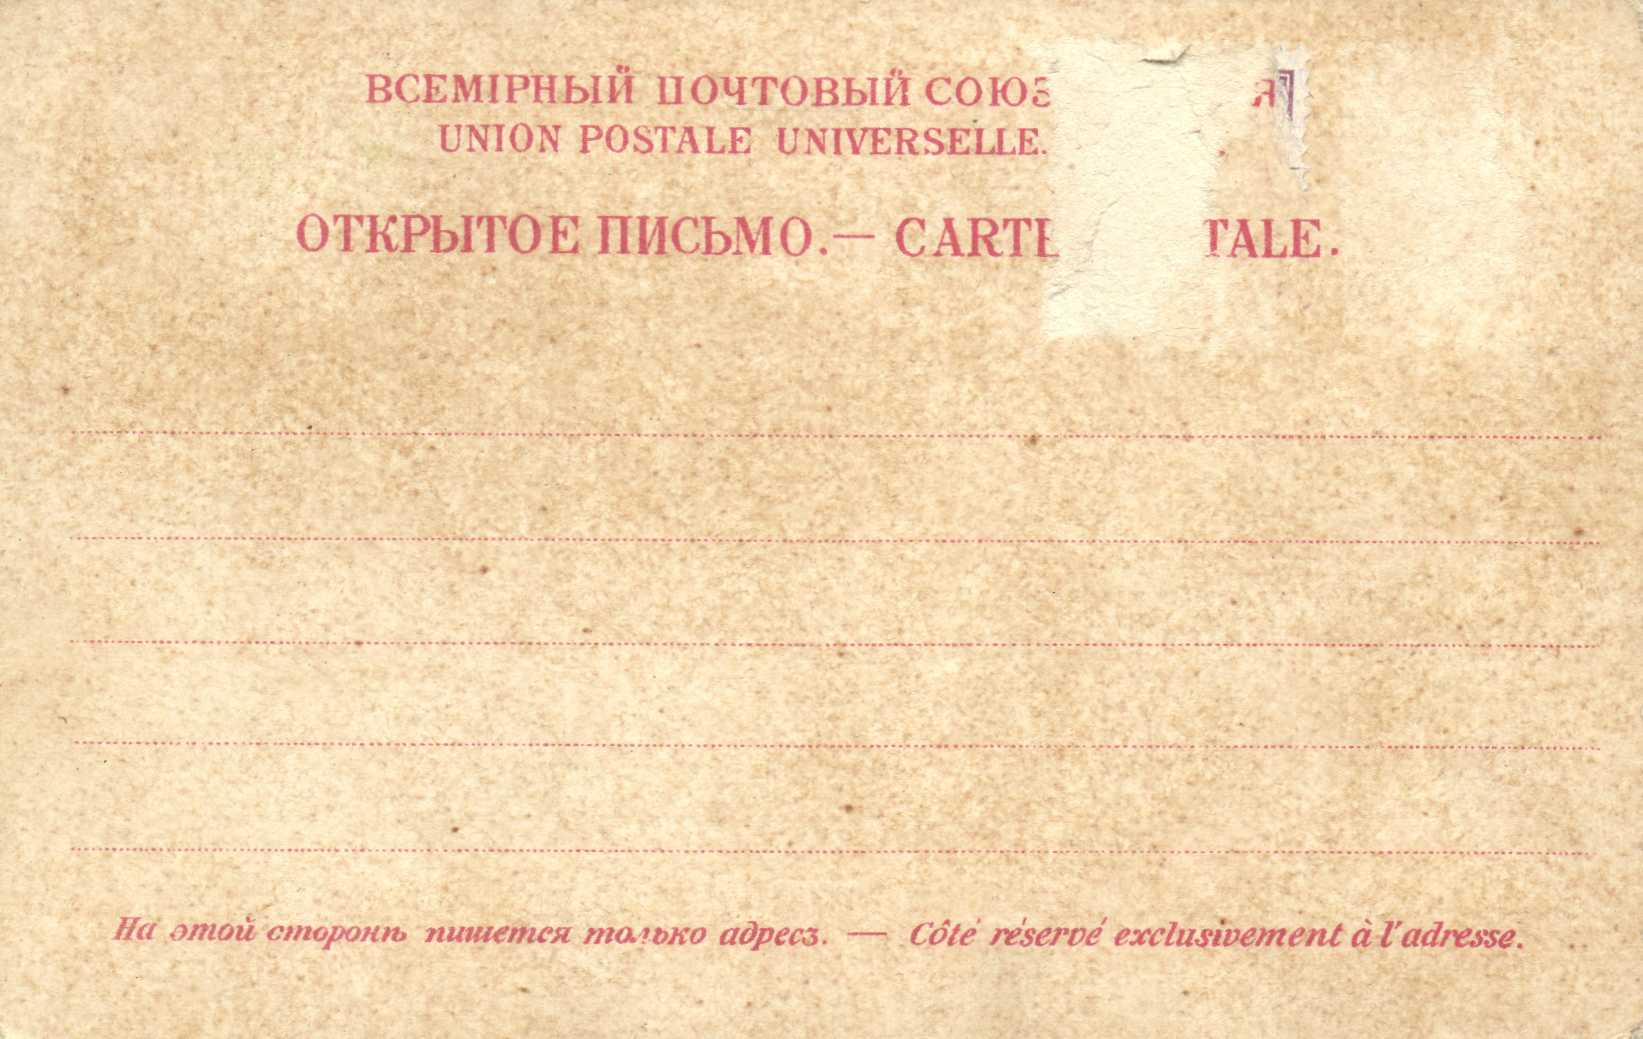 ВСЕМІРНЫЙ ПОЧТОВЫЙ СОЮЗ
UNION POSTALE UNIVERSELLE.
ОТКРЫТОЕ ПИСЬМО.— CARTE TALE.
На этой сторонѣ пишется только адресъ. — Côté réservé exclusivement à l'adresse.